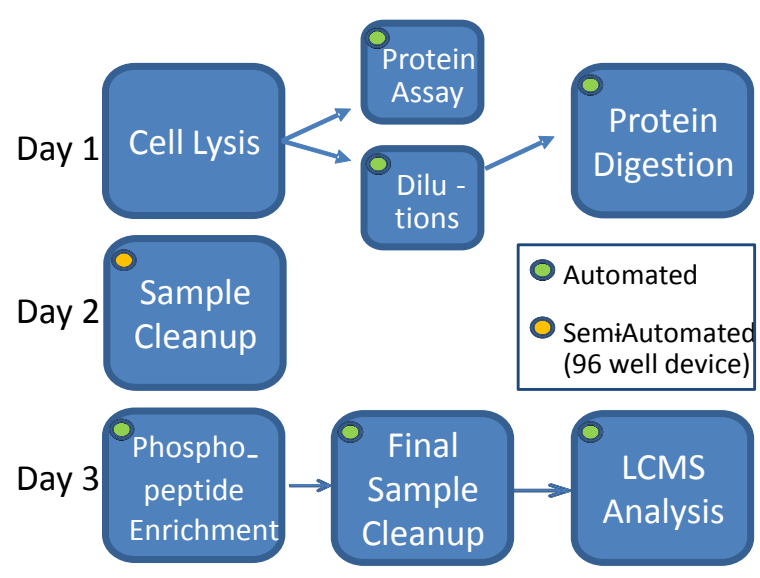 Day 1
Cell Lysis
Protein
Assay
Dilu -
tions
Protein
Digestion
Day 2
Sample
Cleanup
Automated
Semi-Automated
(96 well device)
Day 3
Phospho-
peptide
Enrichment
Final
Sample
Cleanup
LCMS
Analysis